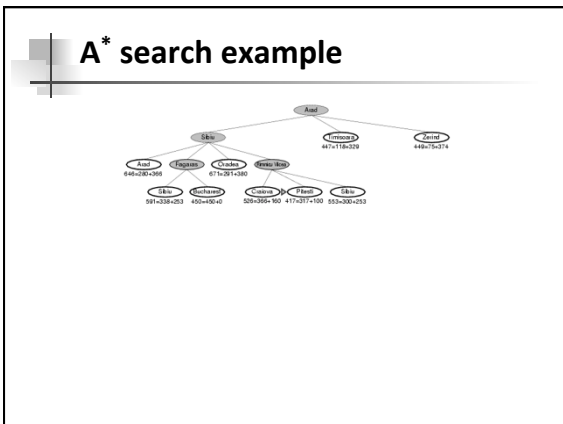 A* search example
Arad
Sibiu Timisoara Zerind
447=118+329 449=75+374
Arad Fagaras Oradea Rimnicu Vilcea
646=280+366 671=291+380
Sibiu Bucharest Craiova Pitesti Sibiu
591=338+253 450=450+0 526=366+160 417=317+100 553=300+253